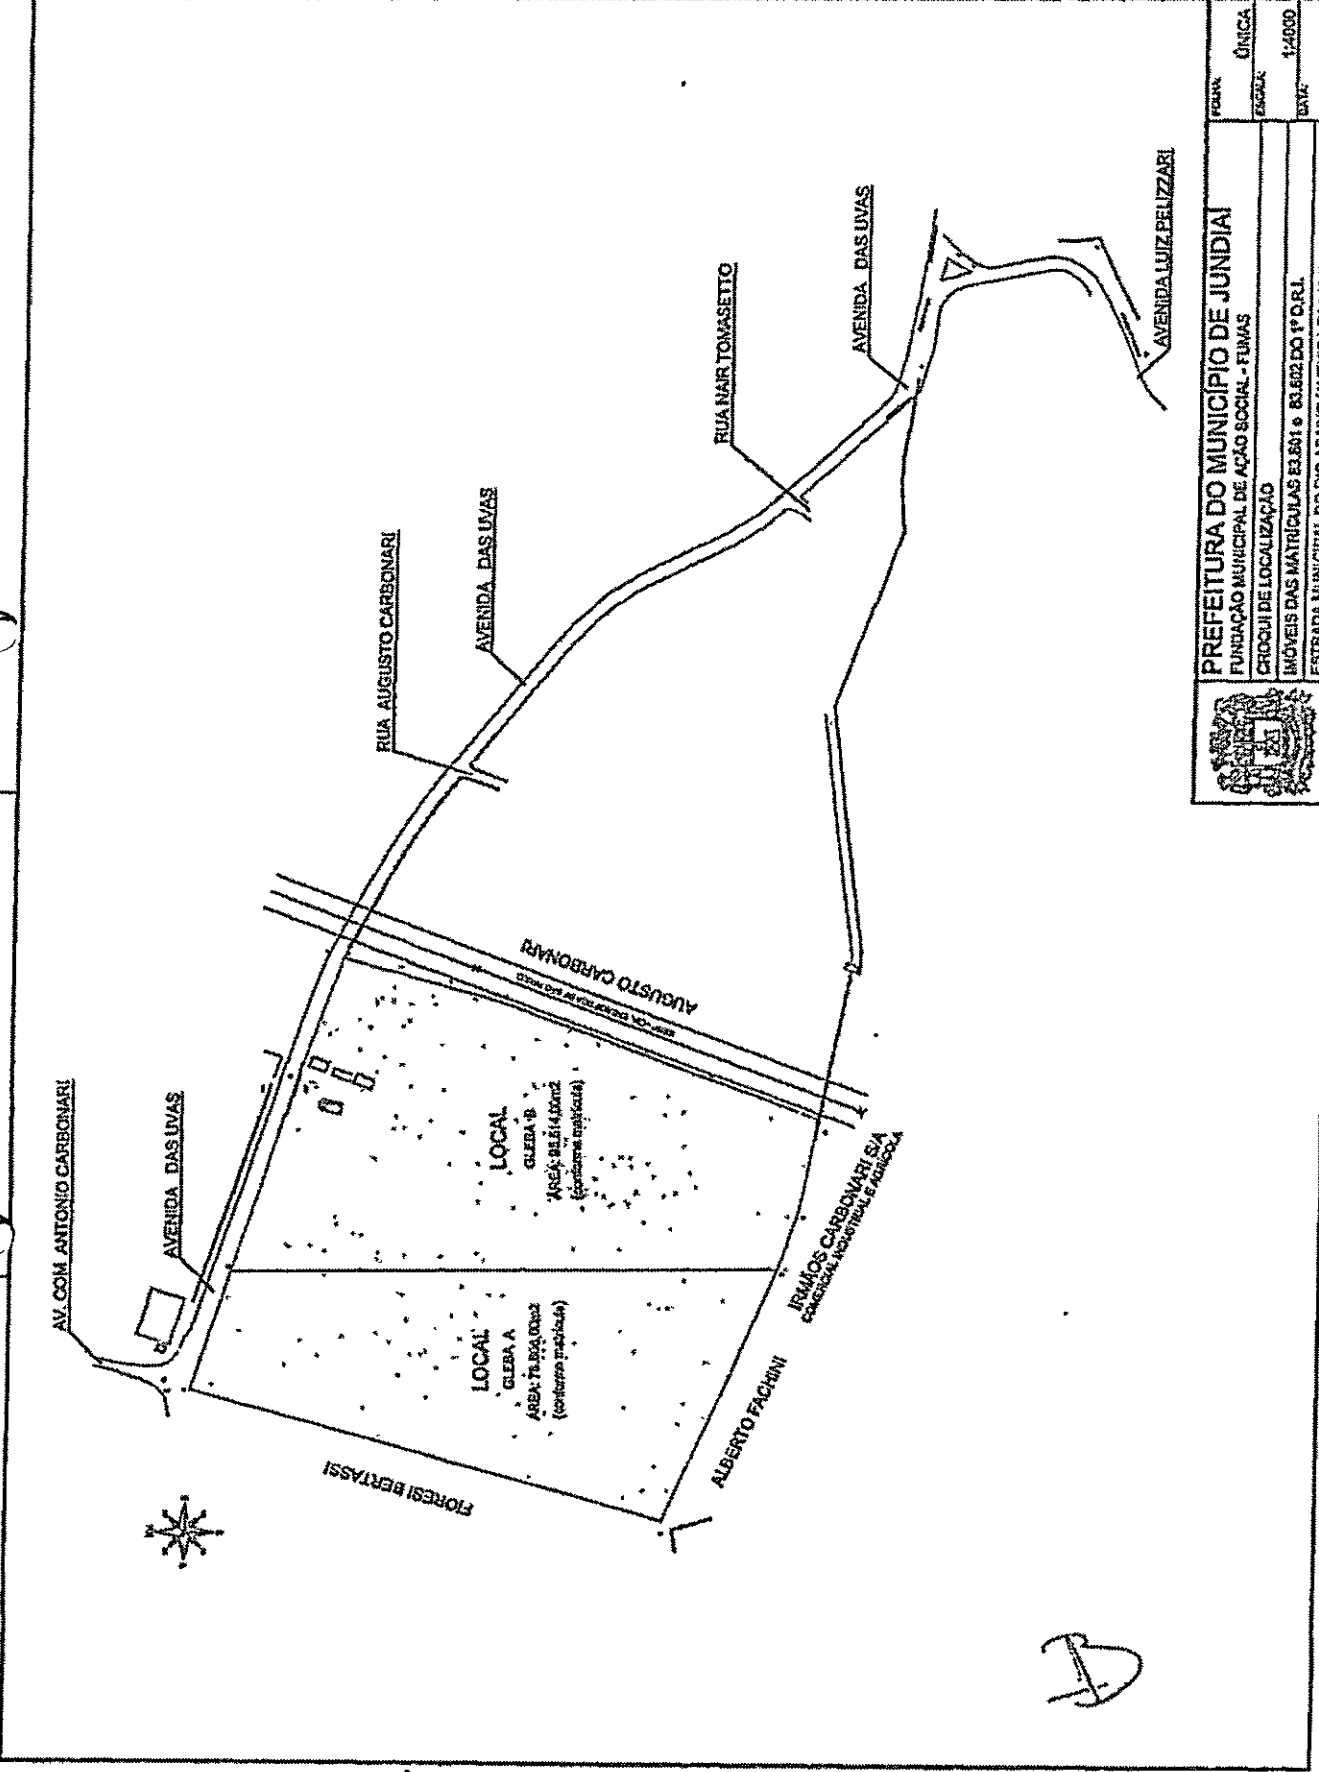 AV. COM ANTONIO CARBONARI
AVENIDA DAS UVAS
RUA AUGUSTO CARBONARI
AVENIDA DAS UVAS
RUA NAIR TOMASETTO
AVENIDA DAS UVAS
AVENIDA LUIZ PELIZZARI
FIORESI BERTASSI
LOCAL
GLEBA A
(conforme matrícula)
LOCAL
GLEBA B
(conforme matrícula)
AUGUSTO CARBONARI
ALBERTO FACHINI
IRMÃOS CARBONARI S/A
COMERCIAL INDUSTRIAL E AGRÍCOLA
PREFEITURA DO MUNICÍPIO DE JUNDIAÍ
FUNDAÇÃO MUNICIPAL DE AÇÃO SOCIAL - FUMAS
CROQUI DE LOCALIZAÇÃO
IMÓVEIS DAS MATRÍCULAS 83.601 e 83.602 DO 1º O.R.I.
ESTRADA MUNICIPAL DO
FOLHA:
ÚNICA
ESCALA:
1:4000
DATA: